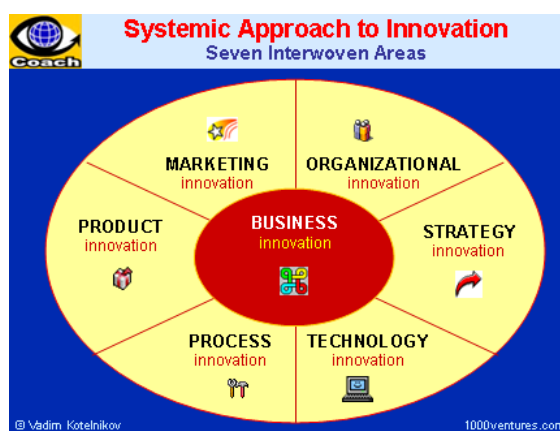 Systemic Approach to Innovation
Seven Interwoven Areas
Coach
MARKETING
innovation
ORGANIZATIONAL
innovation
PRODUCT
innovation
BUSINESS
innovation
STRATEGY
innovation
PROCESS
innovation
TECHNOLOGY
innovation
© Vadim Kotelnikov
1000ventures.com